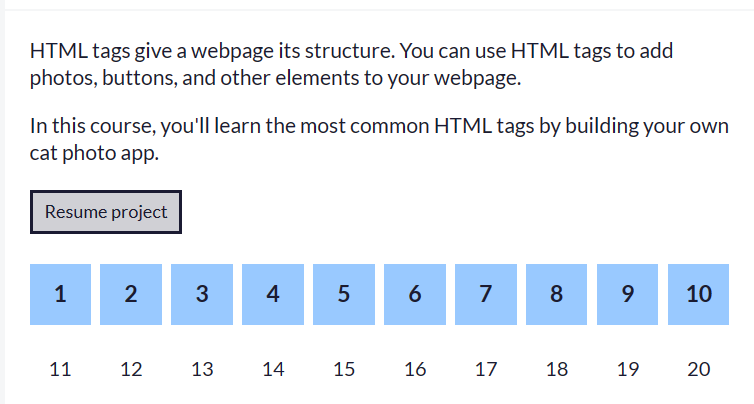 HTML tags give a webpage its structure. You can use HTML tags to add
photos, buttons, and other elements to your webpage.
In this course, you'll learn the most common HTML tags by building your own
cat photo app.
Resume project
1 2 3 4 5 6 7 8 9 10
11 12 13 14 15 16 17 18 19 20